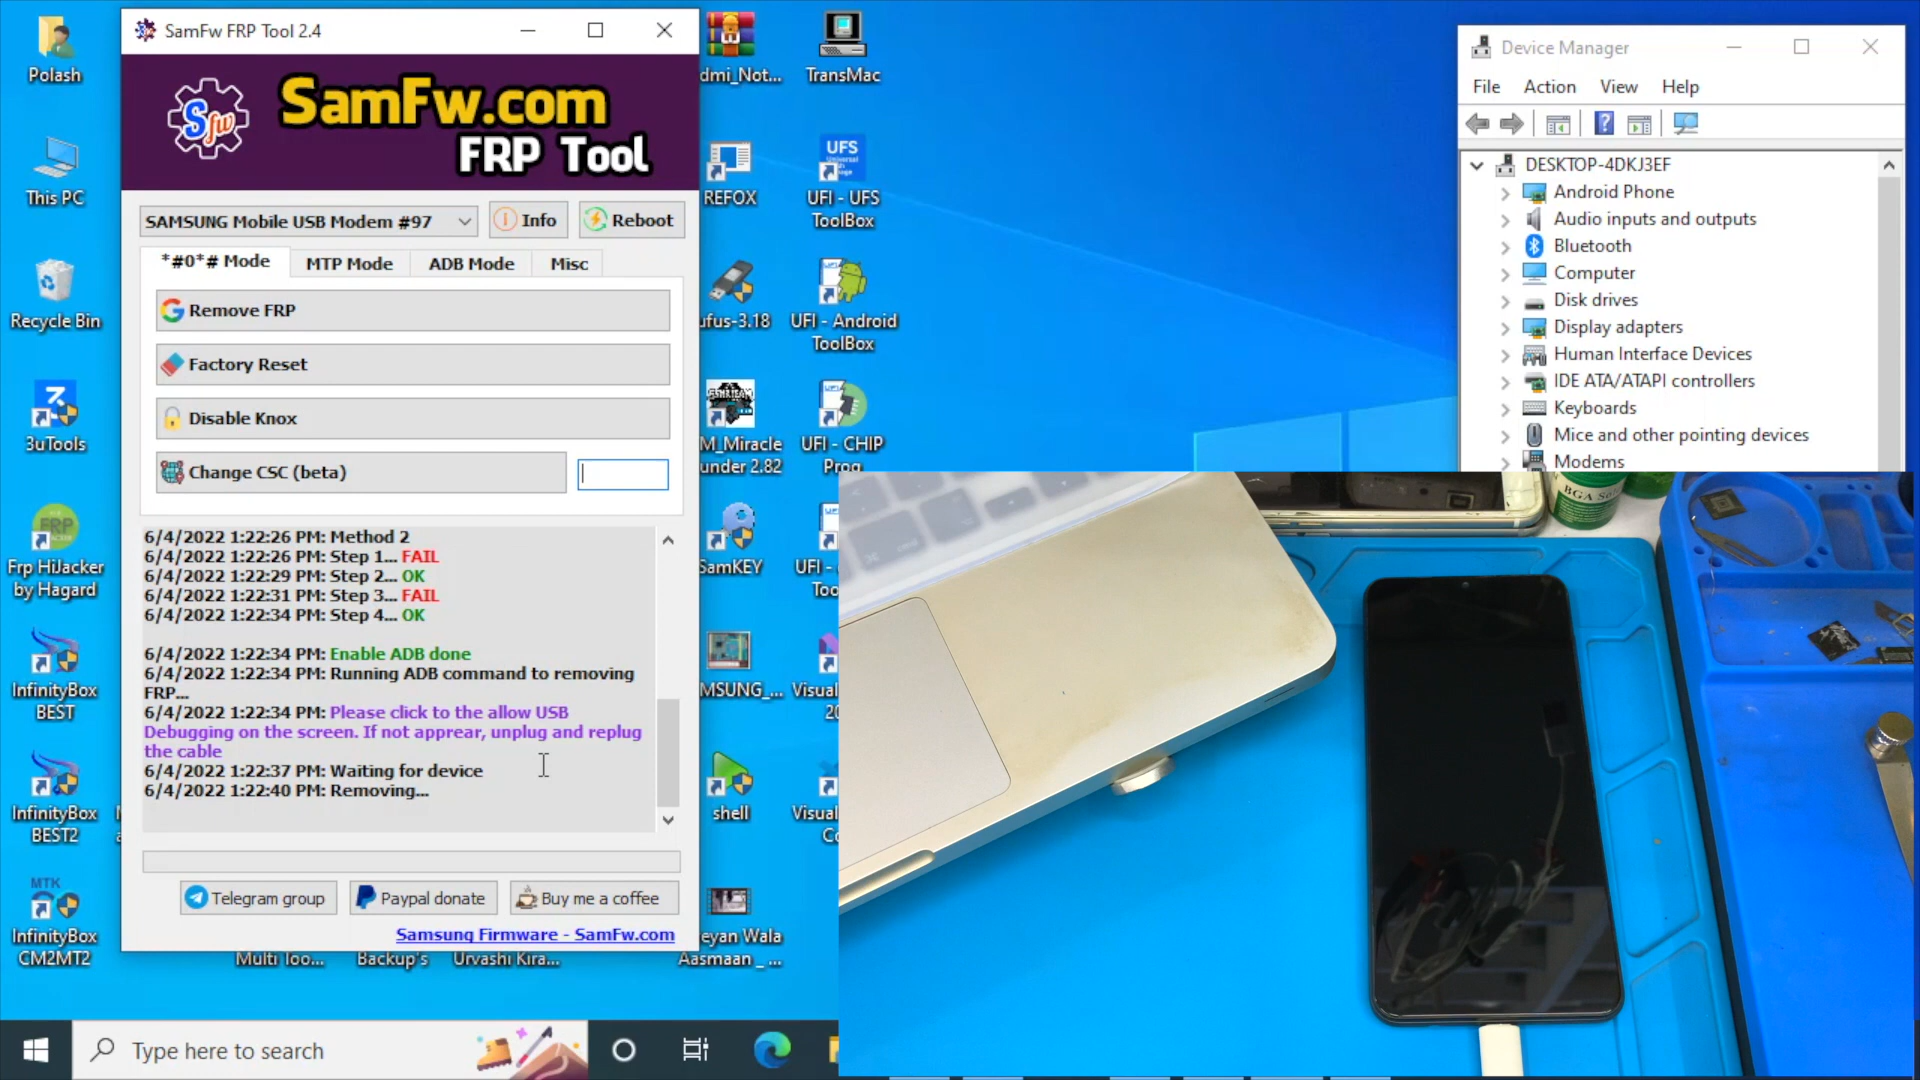 Polash
This PC
Recycle Bin
3uTools
FRP
Frp HiJacker
by Hagard
InfinityBox
BEST
InfinityBox
BEST2
MTK
InfinityBox
CM2MT2
SamFw FRP Tool 2.4
Sfw
SamFw.com
FRP Tool
SAMSUNG Mobile USB Modem #97
Info
Reboot
*#0*# Mode
MTP Mode
ADB Mode
Misc
Remove FRP
Factory Reset
Disable Knox
Change CSC (beta)
6/4/2022 1:22:26 PM: Method 2
6/4/2022 1:22:26 PM: Step 1... FAIL
6/4/2022 1:22:29 PM: Step 2... OK
6/4/2022 1:22:31 PM: Step 3... FAIL
6/4/2022 1:22:34 PM: Step 4... OK
6/4/2022 1:22:34 PM: Enable ADB done
6/4/2022 1:22:34 PM: Running ADB command to removing
FRP...
6/4/2022 1:22:34 PM: Please click to the allow USB
Debugging on the screen. If not apprear, unplug and replug
the cable
6/4/2022 1:22:37 PM: Waiting for device
6/4/2022 1:22:40 PM: Removing...
Telegram group
Paypal donate
Buy me a coffee
Samsung Firmware - SamFw.com
Multi Too...
Backup's
Urvashi Kira...
dmi_Not...
REFOX
ufus-3.18
M_Miracle
under 2.82
SamKEY
MSUNG_...
shell
eyan Wala
Aasmaan _ ...
TransMac
UFS
UFI - UFS
ToolBox
UFI - Android
ToolBox
UFI - CHIP
Prog
UFI -
Too
Visual
20
Visual
Co
Device Manager
File
Action
View
Help
DESKTOP-4DKJ3EF
Android Phone
Audio inputs and outputs
Bluetooth
Computer
Disk drives
Display adapters
Human Interface Devices
IDE ATA/ATAPI controllers
Keyboards
Mice and other pointing devices
Modems
BGA
cmd
Type here to search